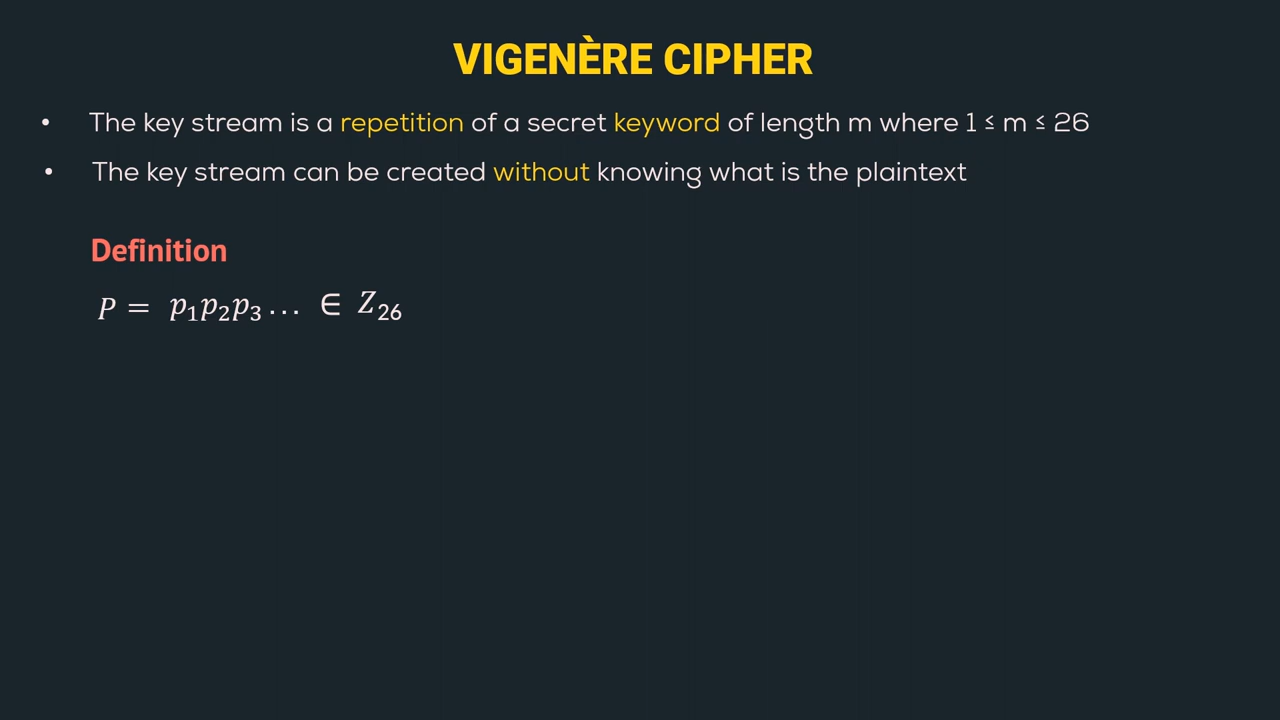 VIGENÈRE CIPHER
• The key stream is a repetition of a secret keyword of length m where 1 ≤ m ≤ 26
• The key stream can be created without knowing what is the plaintext
Definition
P = p₁p₂p₃... ∈ Z₂₆